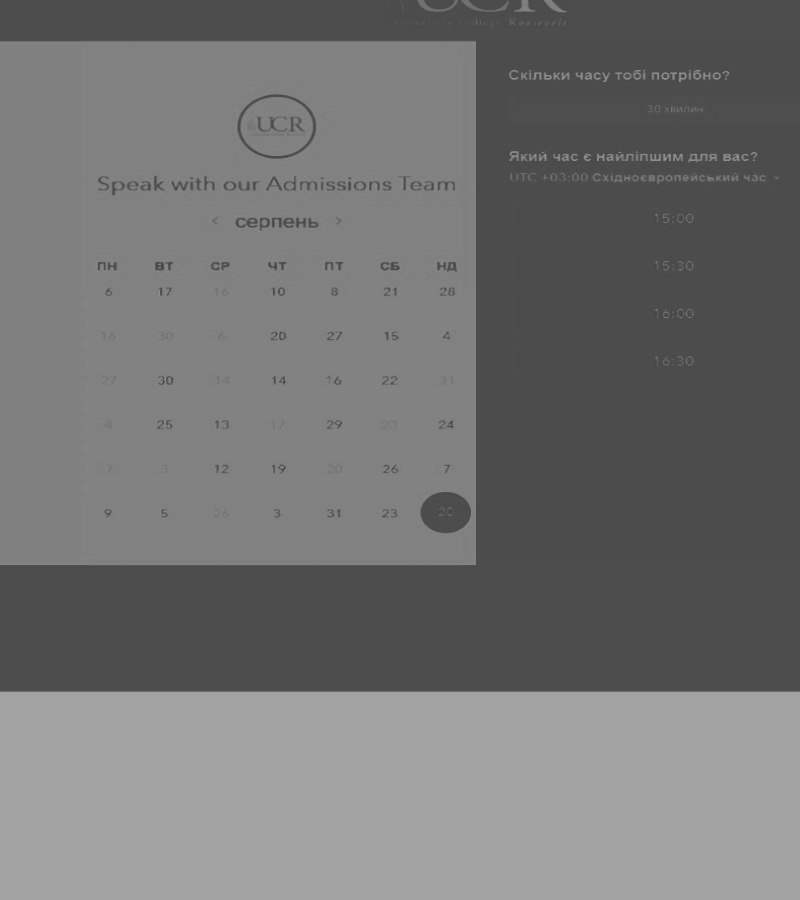 UCR
University College Roosevelt
UCR
Speak with our Admissions Team
< серпень >
ПН ВТ СР ЧТ ПТ СБ НД
6 17 16 10 8 21 28
16 30 6 20 27 15 4
27 30 14 14 16 22 31
4 25 13 17 29 23 24
7 3 12 19 20 26 7
9 5 26 3 31 23 20
Скільки часу тобі потрібно?
30 хвилин
Який час є найліпшим для вас?
UTC +03:00 Східноєвропейський час
15:00
15:30
16:00
16:30